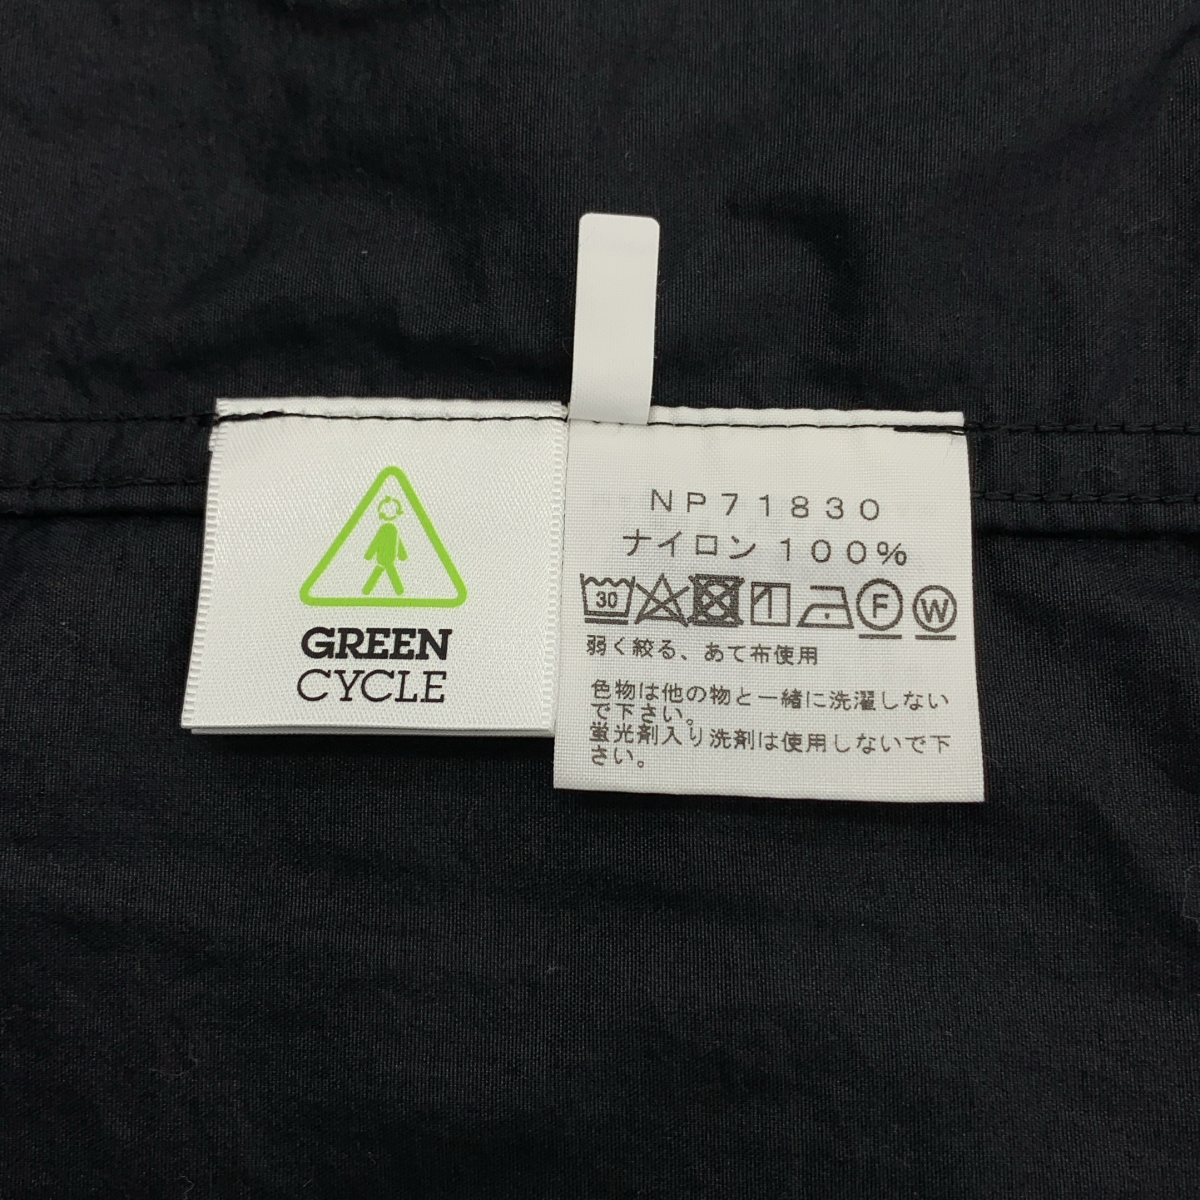 GREEN
CYCLE
NP71830
ナイロン 100%
30 F W
弱く絞る、あて布使用
色物は他の物と一緒に洗濯しない
で下さい。
蛍光剤入り洗剤は使用しないで下
さい。